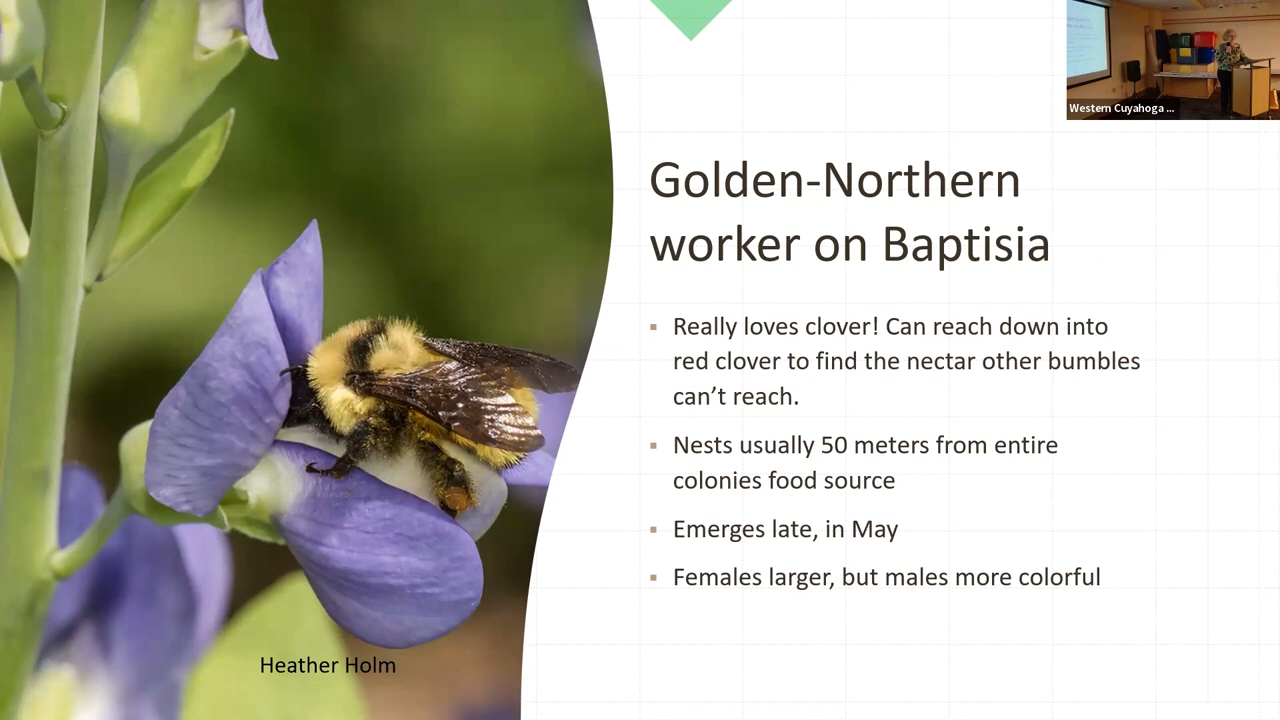 Western Cuyahoga ...
Golden-Northern
worker on Baptisia
▪ Really loves clover! Can reach down into
red clover to find the nectar other bumbles
can’t reach.
▪ Nests usually 50 meters from entire
colonies food source
▪ Emerges late, in May
▪ Females larger, but males more colorful
Heather Holm